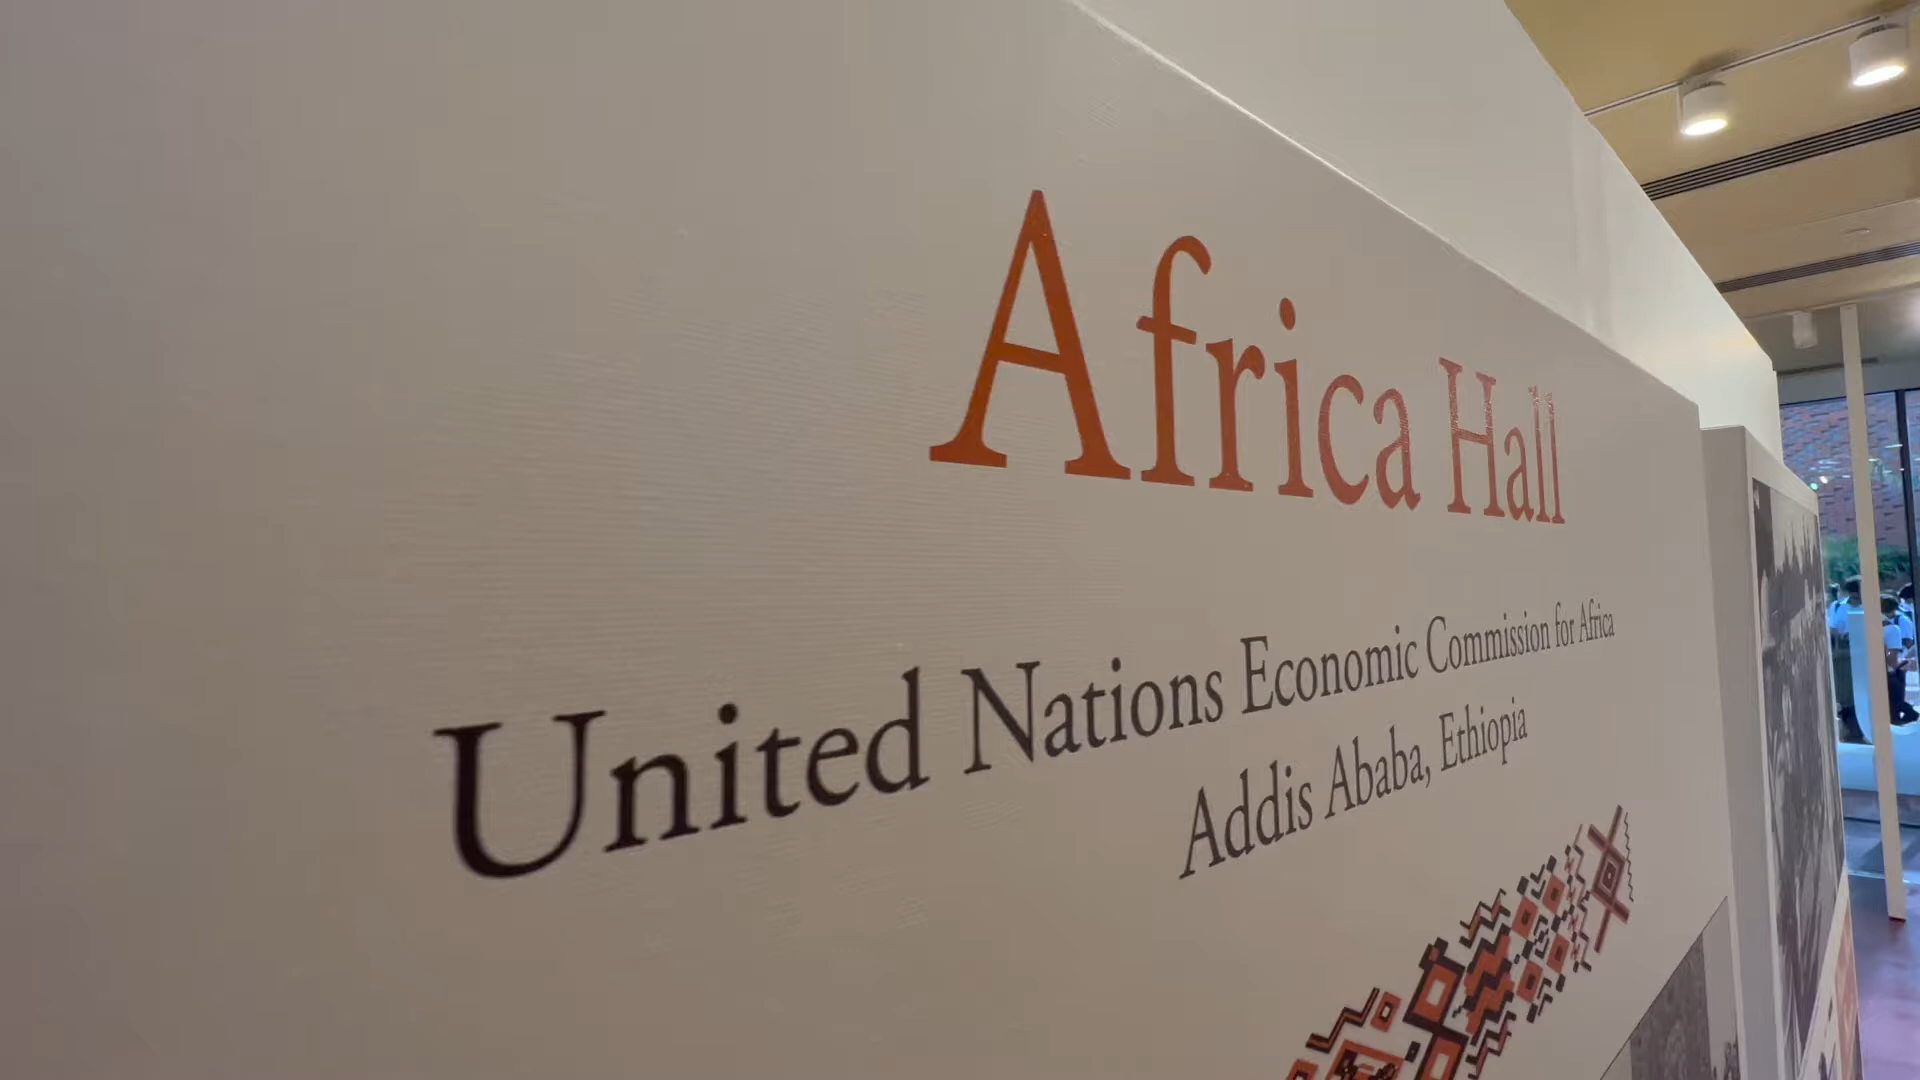 Africa Hall
United Nations Economic Commission for Africa
Addis Ababa, Ethiopia